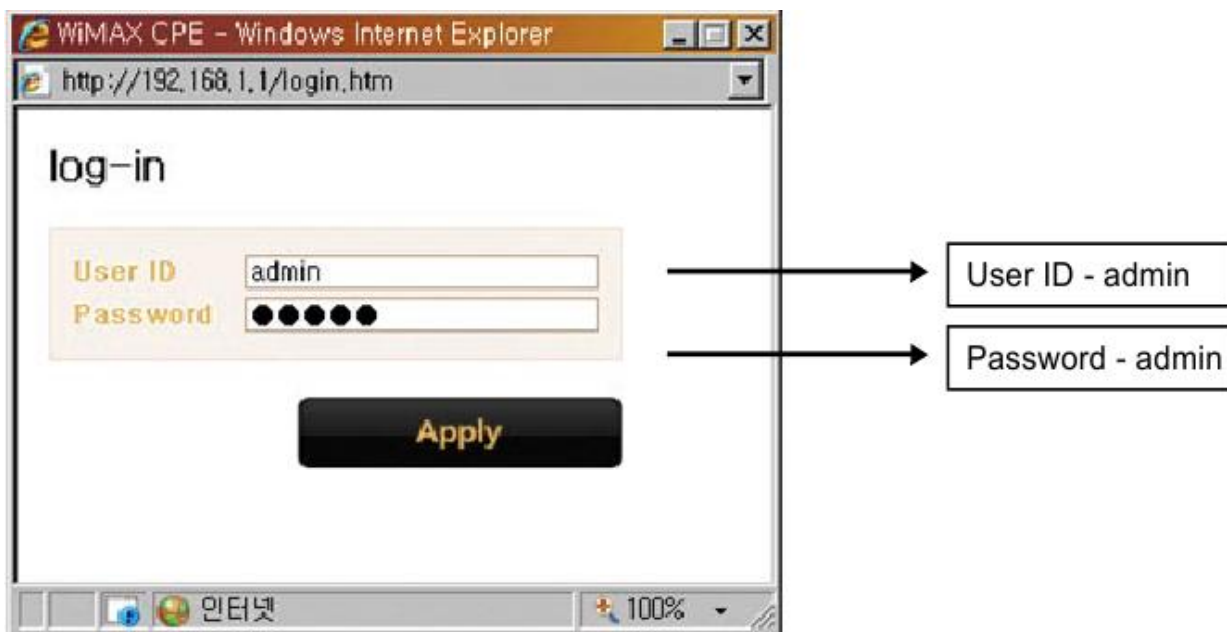 WiMAX CPE - Windows Internet Explorer
http://192.168.1.1/login.htm
log-in
User ID admin
Password ●●●●●
Apply
User ID - admin
Password - admin
인터넷 100%